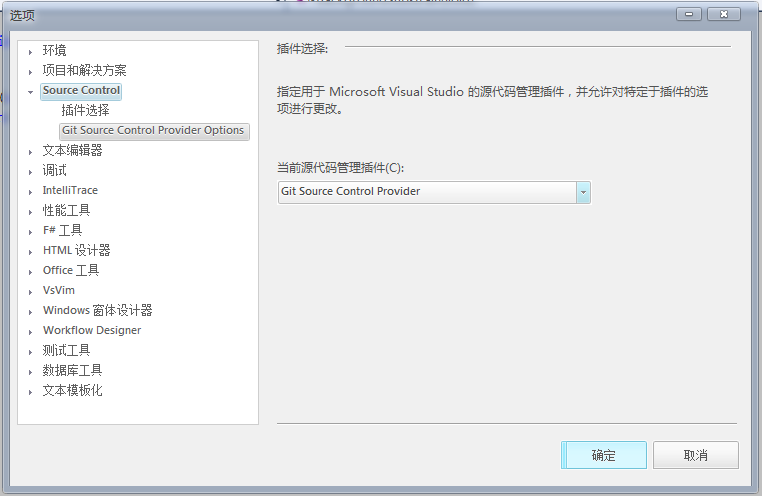 选项
环境
项目和解决方案
Source Control
插件选择
Git Source Control Provider Options
文本编辑器
调试
IntelliTrace
性能工具
F# 工具
HTML 设计器
Office 工具
VsVim
Windows 窗体设计器
Workflow Designer
测试工具
数据库工具
文本模板化
插件选择:
指定用于 Microsoft Visual Studio 的源代码管理插件，并允许对特定于插件的选
项进行更改。
当前源代码管理插件(C):
Git Source Control Provider
确定
取消